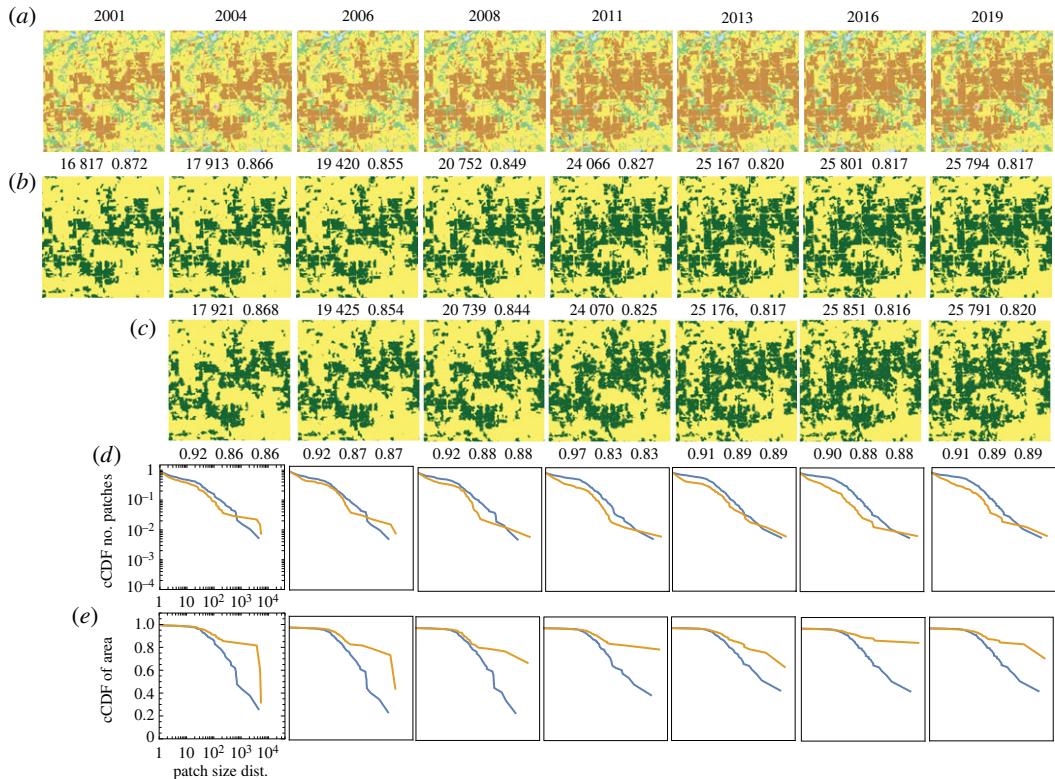 (a) 2001 2004 2006 2008 2011 2013 2016 2019
16 817 0.872 17 913 0.866 19 420 0.855 20 752 0.849 24 066 0.827 25 167 0.820 25 801 0.817 25 794 0.817
(b)
17 921 0.868 19 425 0.854 20 739 0.844 24 070 0.825 25 176, 0.817 25 851 0.816 25 791 0.820
(c)
0.92 0.86 0.86 0.92 0.87 0.87 0.92 0.88 0.88 0.97 0.83 0.83 0.91 0.89 0.89 0.90 0.88 0.88 0.91 0.89 0.89
(d)
cCDF no. patches
1
10⁻¹
10⁻²
10⁻³
10⁻⁴
1 10 10² 10³ 10⁴
(e)
cCDF of area
1.0
0.8
0.6
0.4
0.2
0
1 10 10² 10³ 10⁴
patch size dist.